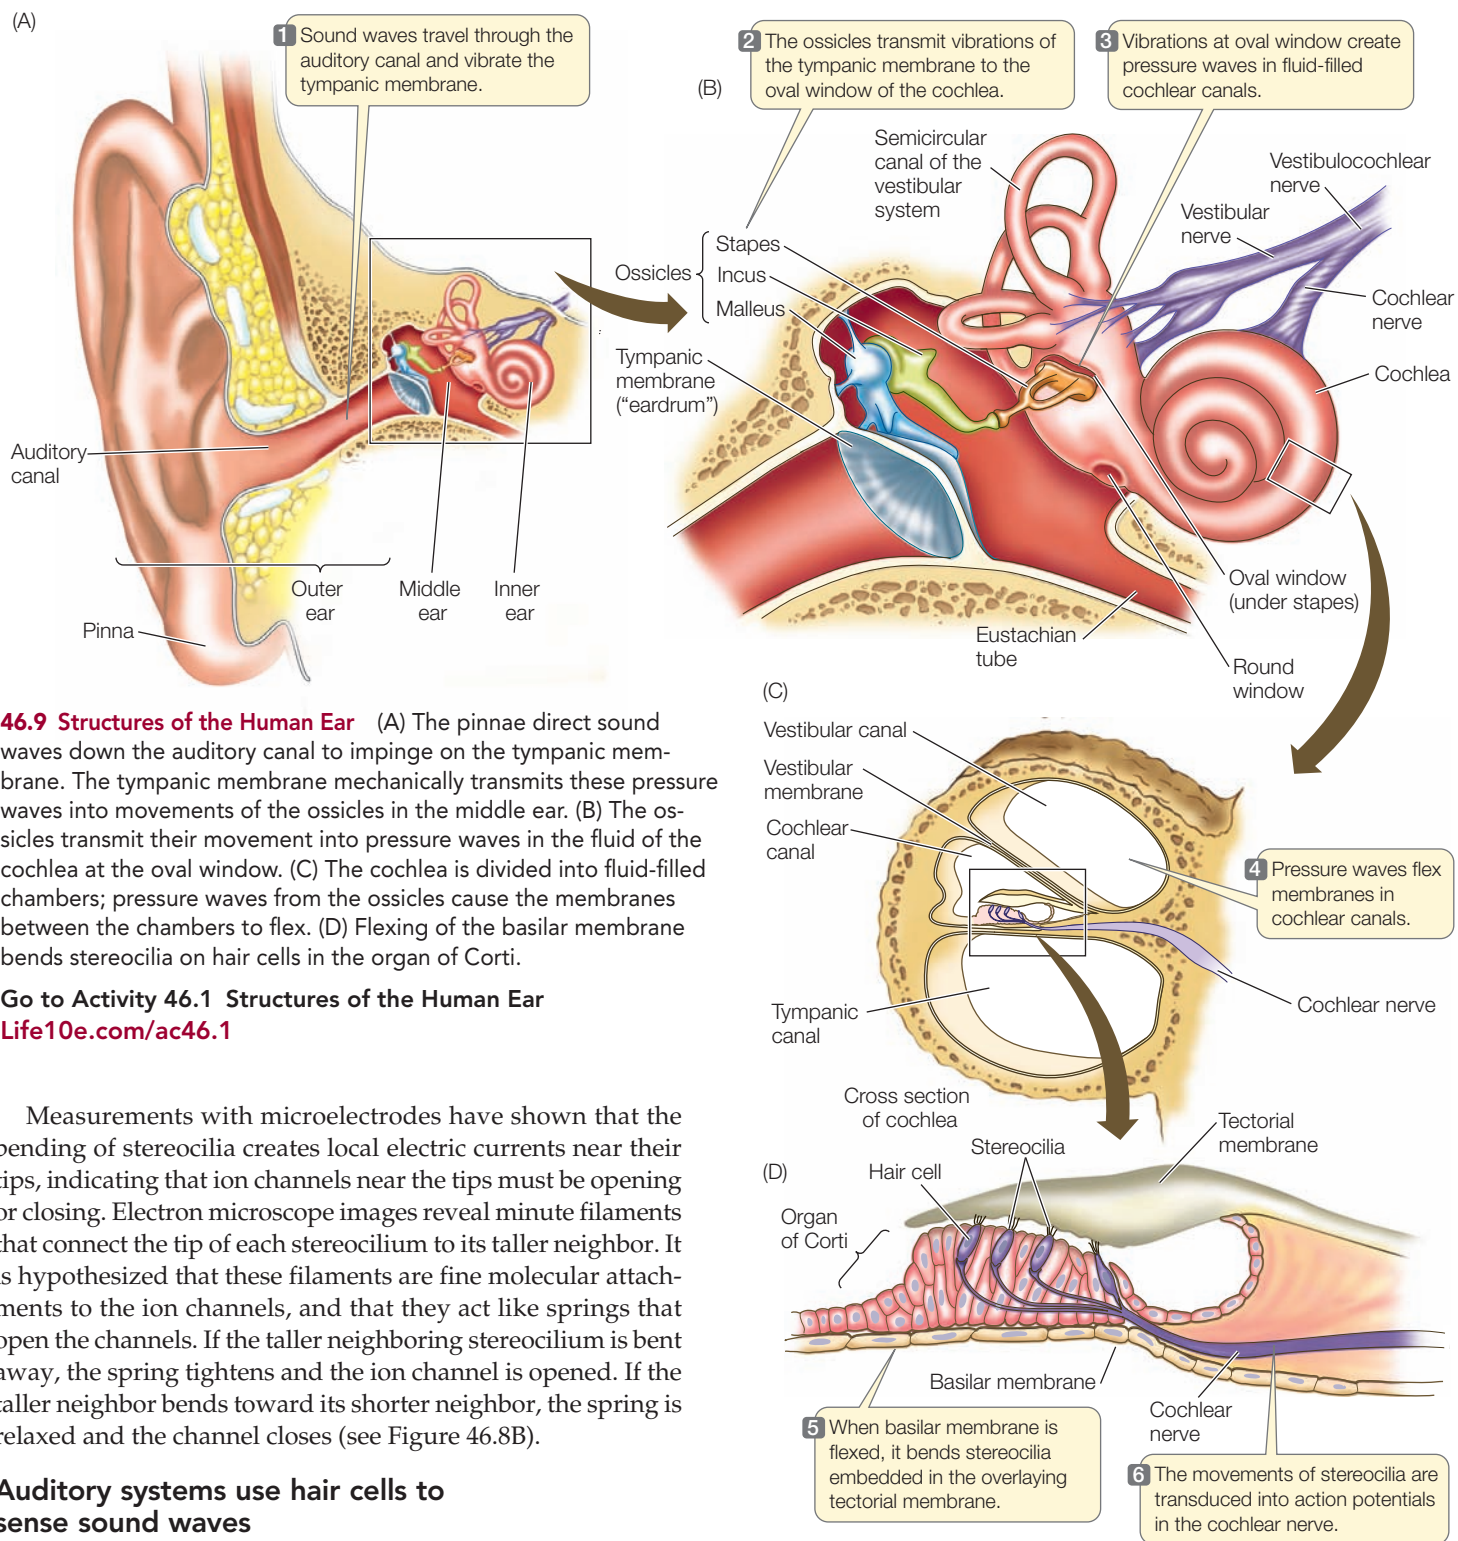 (A)
1 Sound waves travel through the
auditory canal and vibrate the
tympanic membrane.
Auditory
canal
Outer
ear
Middle
ear
Inner
ear
Pinna
(B)
2 The ossicles transmit vibrations of
the tympanic membrane to the
oval window of the cochlea.
3 Vibrations at oval window create
pressure waves in fluid-filled
cochlear canals.
Semicircular
canal of the
vestibular
system
Vestibulocochlear
nerve
Vestibular
nerve
Ossicles
Stapes
Incus
Malleus
Cochlear
nerve
Tympanic
membrane
(“eardrum”)
Cochlea
Oval window
(under stapes)
Eustachian
tube
Round
window
46.9 Structures of the Human Ear (A) The pinnae direct sound
waves down the auditory canal to impinge on the tympanic mem-
brane. The tympanic membrane mechanically transmits these pressure
waves into movements of the ossicles in the middle ear. (B) The os-
sicles transmit their movement into pressure waves in the fluid of the
cochlea at the oval window. (C) The cochlea is divided into fluid-filled
chambers; pressure waves from the ossicles cause the membranes
between the chambers to flex. (D) Flexing of the basilar membrane
bends stereocilia on hair cells in the organ of Corti.
Go to Activity 46.1 Structures of the Human Ear
Life10e.com/ac46.1
(C)
Vestibular canal
Vestibular
membrane
Cochlear
canal
4 Pressure waves flex
membranes in
cochlear canals.
Cochlear nerve
Tympanic
canal
Cross section
of cochlea
(D)
Stereocilia
Hair cell
Tectorial
membrane
Organ
of Corti
Basilar membrane
Cochlear
nerve
5 When basilar membrane is
flexed, it bends stereocilia
embedded in the overlaying
tectorial membrane.
6 The movements of stereocilia are
transduced into action potentials
in the cochlear nerve.
Measurements with microelectrodes have shown that the
bending of stereocilia creates local electric currents near their
tips, indicating that ion channels near the tips must be opening
or closing. Electron microscope images reveal minute filaments
that connect the tip of each stereocilium to its taller neighbor. It
is hypothesized that these filaments are fine molecular attach-
ments to the ion channels, and that they act like springs that
open the channels. If the taller neighboring stereocilium is bent
away, the spring tightens and the ion channel is opened. If the
taller neighbor bends toward its shorter neighbor, the spring is
relaxed and the channel closes (see Figure 46.8B).
Auditory systems use hair cells to
sense sound waves